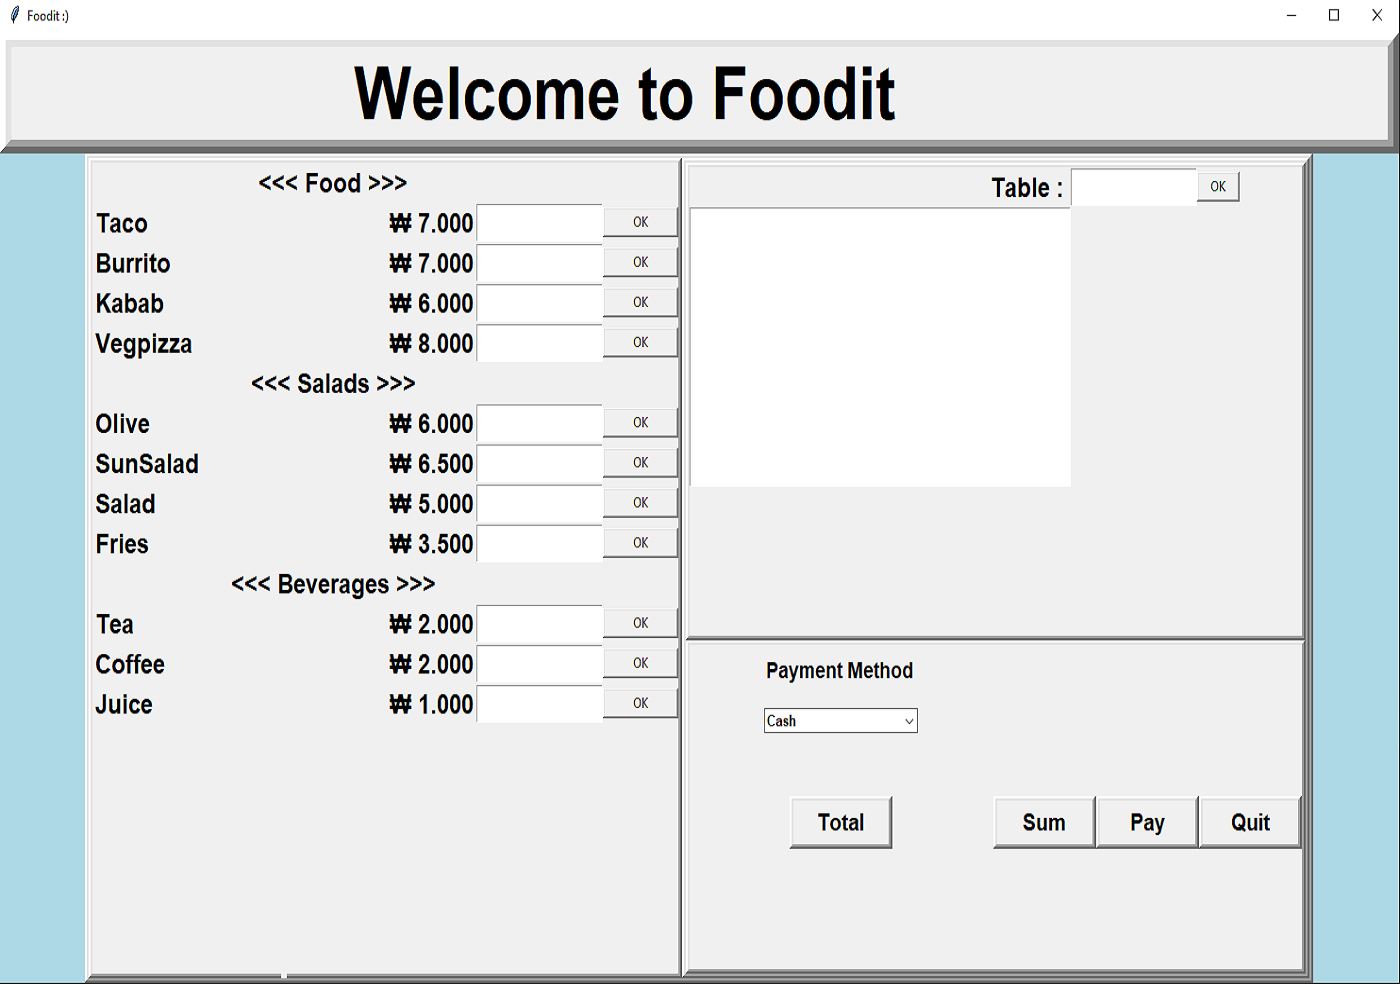 Foodit :)
Welcome to Foodit
<<< Food >>>
Taco ₩ 7.000 OK
Burrito ₩ 7.000 OK
Kabab ₩ 6.000 OK
Vegpizza ₩ 8.000 OK
<<< Salads >>>
Olive ₩ 6.000 OK
SunSalad ₩ 6.500 OK
Salad ₩ 5.000 OK
Fries ₩ 3.500 OK
<<< Beverages >>>
Tea ₩ 2.000 OK
Coffee ₩ 2.000 OK
Juice ₩ 1.000 OK
Table : OK
Payment Method
Cash
Total Sum Pay Quit